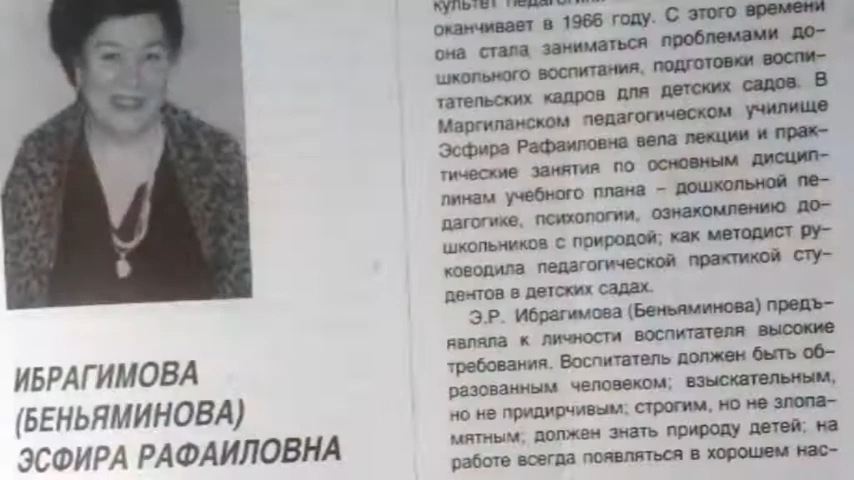 ИБРАГИМОВА
(БЕНЬЯМИНОВА)
ЭСФИРА РАФАИЛОВНА
культет педагогики
оканчивает в 1966 году. С этого времени
она стала заниматься проблемами до-
школьного воспитания, подготовки воспи-
тательских кадров для детских садов. В
Маргиланском педагогическом училище
Эсфира Рафаиловна вела лекции и прак-
тические занятия по основным дисцип-
линам учебного плана – дошкольной пе-
дагогике, психологии, ознакомлению до-
школьников с природой; как методист ру-
ководила педагогической практикой сту-
дентов в детских садах.
Э.Р. Ибрагимова (Беньяминова) предъ-
являла к личности воспитателя высокие
требования. Воспитатель должен быть об-
разованным человеком; взыскательным,
но не придирчивым; строгим, но не злопа-
мятным; должен знать природу детей; на
работе всегда появляться в хорошем нас-